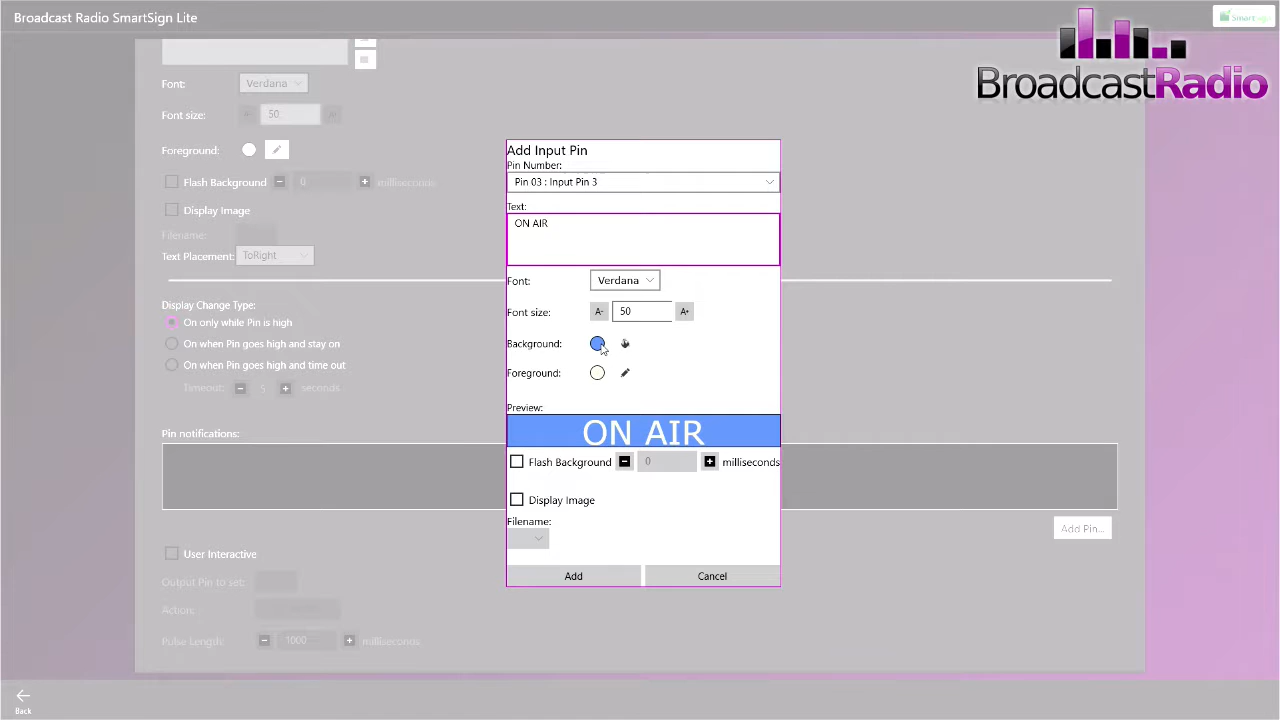 Broadcast Radio SmartSign Lite
BroadcastRadio
Font:
Verdana
Font size:
50
Foreground:
Flash Background
0
milliseconds
Display Image
Filename:
Text Placement:
ToRight
Display Change Type:
On only while Pin is high
On when Pin goes high and stay on
On when Pin goes high and time out
Timeout:
5
seconds
Pin notifications:
Add Pin...
User Interactive
Output Pin to set:
Action:
Pulse Length:
1000
milliseconds
Add Input Pin
Pin Number:
Pin 03 : Input Pin 3
Text:
ON AIR
Font:
Verdana
Font size:
A-
50
A+
Background:
Foreground:
Preview:
ON AIR
Flash Background
0
milliseconds
Display Image
Filename:
Add
Cancel
Back